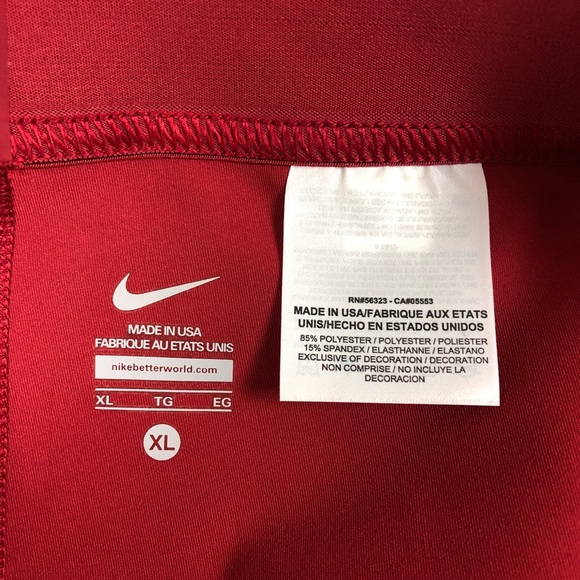 MADE IN USA
FABRIQUE AU ETATS UNIS
nikebetterworld.com
XL TG EG
XL
RN#56323 - CA#05553
MADE IN USA/FABRIQUE AUX ETATS
UNIS/HECHO EN ESTADOS UNIDOS
85% POLYESTER / POLYESTER / POLIESTER
15% SPANDEX / ELASTHANNE / ELASTANO
EXCLUSIVE OF DECORATION / DECORATION
NON COMPRISE / NO INCLUYE LA
DECORACION